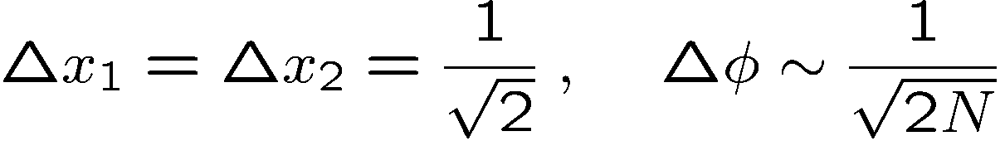 Δx₁ = Δx₂ = 1/√2 , Δϕ ∼ 1/√(2N)